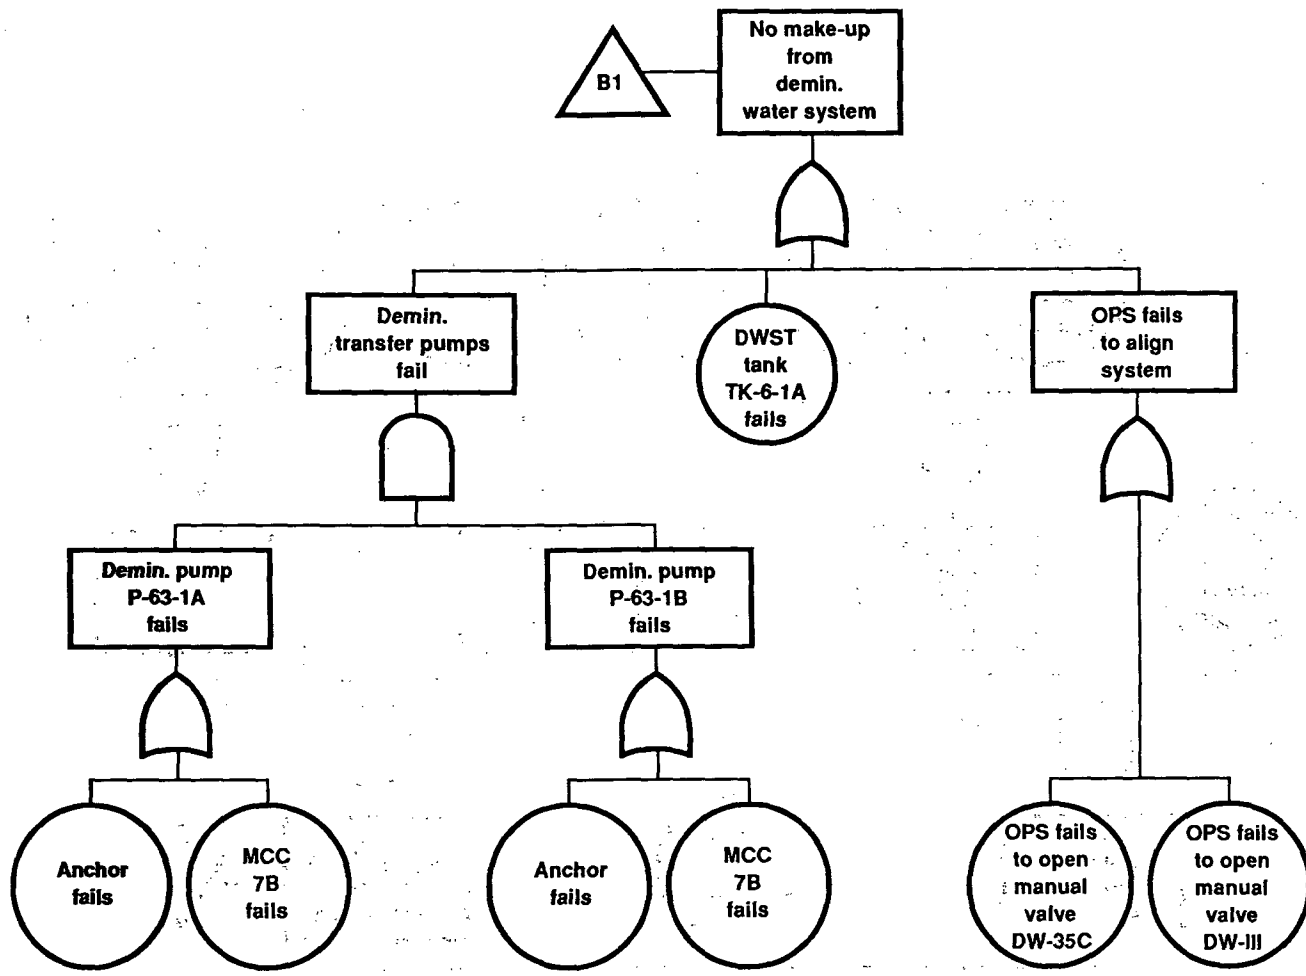 No make-up
from
demin.
water system
B1
Demin.
transfer pumps
fail
DWST
tank
TK-6-1A
fails
OPS fails
to align
system
Demin. pump
P-63-1A
fails
Demin. pump
P-63-1B
fails
Anchor
fails
MCC
7B
fails
Anchor
fails
MCC
7B
fails
OPS fails
to open
manual
valve
DW-35C
OPS fails
to open
manual
valve
DW-III